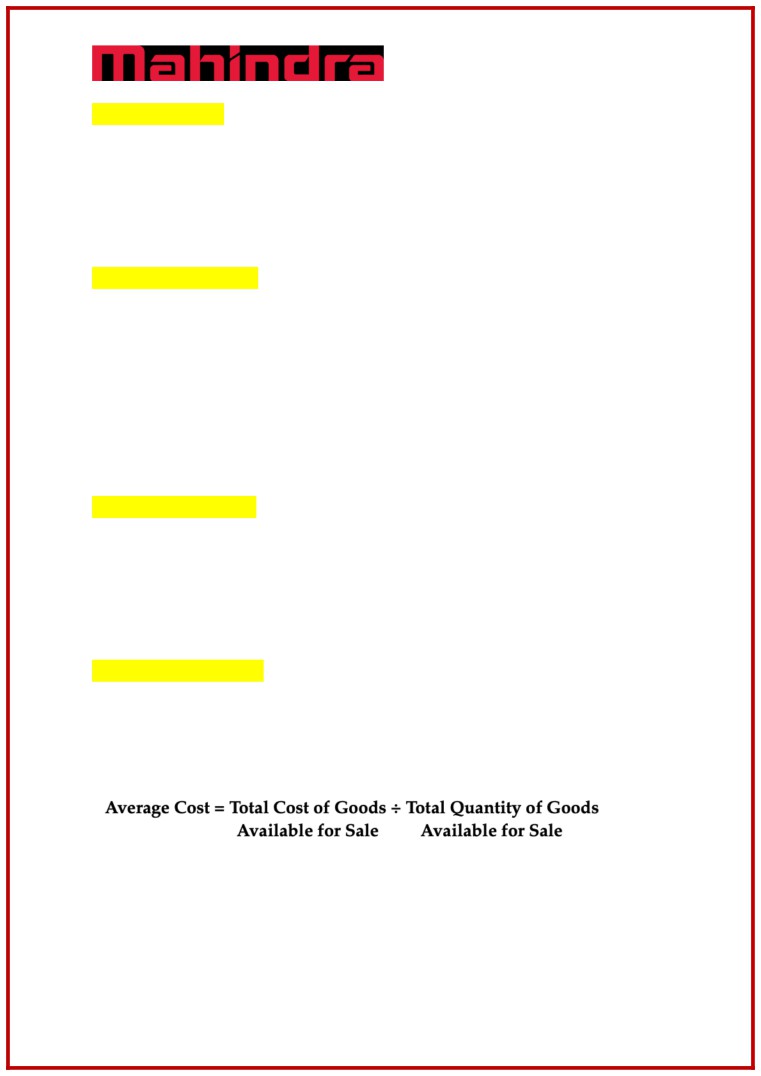 Mahindra
Average Cost = Total Cost of Goods ÷ Total Quantity of Goods
Available for Sale Available for Sale